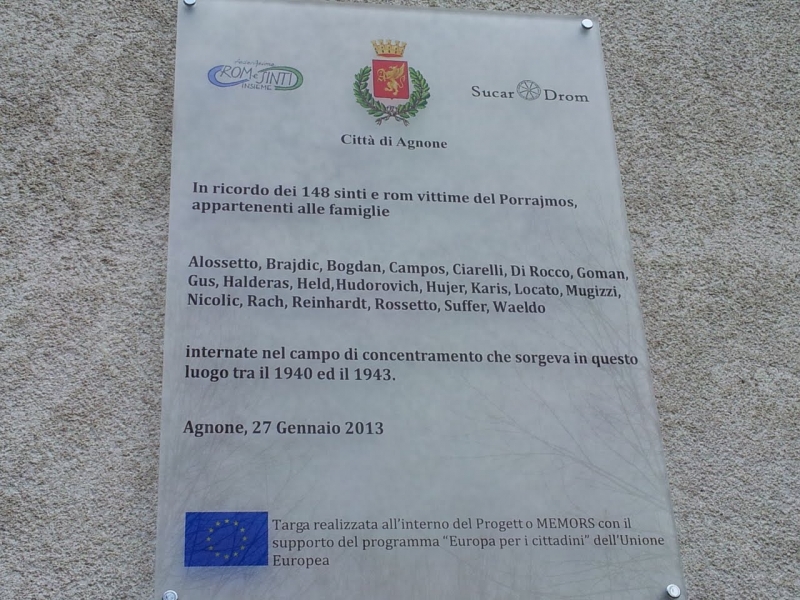 Associazione
ROM e SINTI
INSIEME
Sucar Drom
Città di Agnone
In ricordo dei 148 sinti e rom vittime del Porrajmos,
appartenenti alle famiglie
Alossetto, Brajdic, Bogdan, Campos, Ciarelli, Di Rocco, Goman,
Gus, Halderas, Held,Hudorovich, Hujer, Karis, Locato, Mugizzi,
Nicolic, Rach, Reinhardt, Rossetto, Suffer, Waeldo
internate nel campo di concentramento che sorgeva in questo
luogo tra il 1940 ed il 1943.
Agnone, 27 Gennaio 2013
Targa realizzata all'interno del Progetto MEMORS con il
supporto del programma "Europa per i cittadini" dell'Unione
Europea